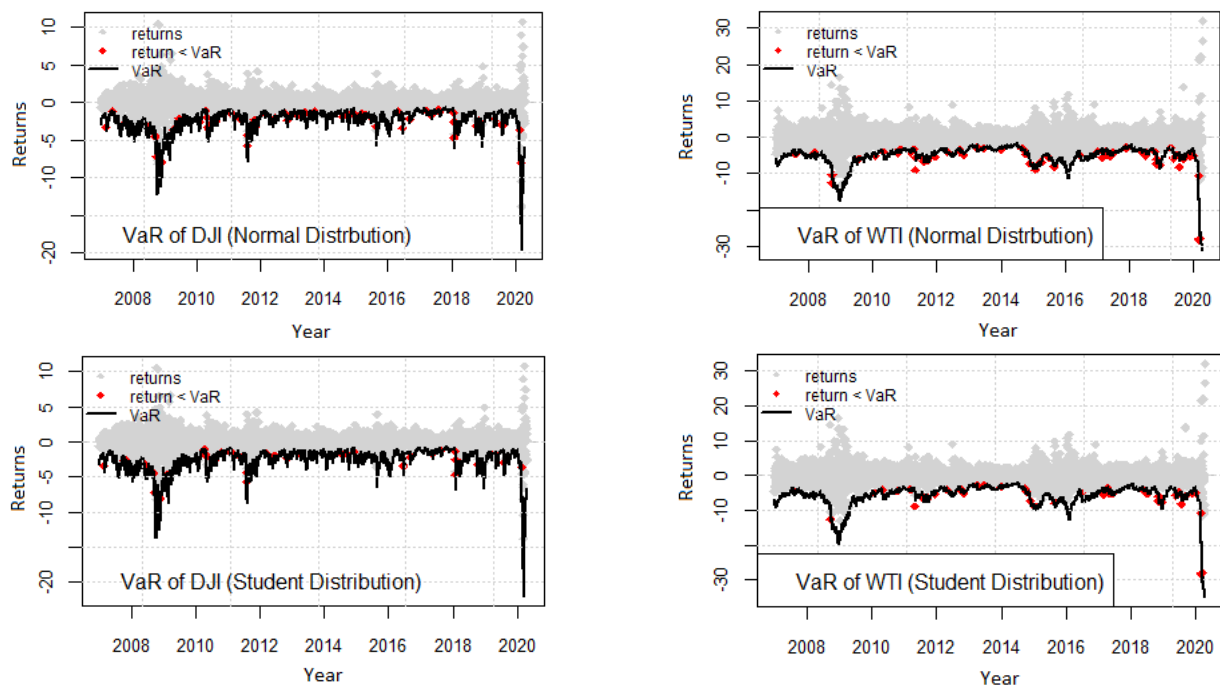 returns
return < VaR
VaR
10
5
0
-5
-10
-20
Returns
VaR of DJI (Normal Distrbution)
2008 2010 2012 2014 2016 2018 2020
Year
returns
return < VaR
VaR
30
20
10
0
-10
-30
Returns
VaR of WTI (Normal Distribution)
2008 2010 2012 2014 2016 2018 2020
Year
returns
return < VaR
VaR
10
5
0
-5
-10
-20
Returns
VaR of DJI (Student Distribution)
2008 2010 2012 2014 2016 2018 2020
Year
returns
return < VaR
VaR
30
20
10
0
-10
-30
Returns
VaR of WTI (Student Distribution)
2008 2010 2012 2014 2016 2018 2020
Year